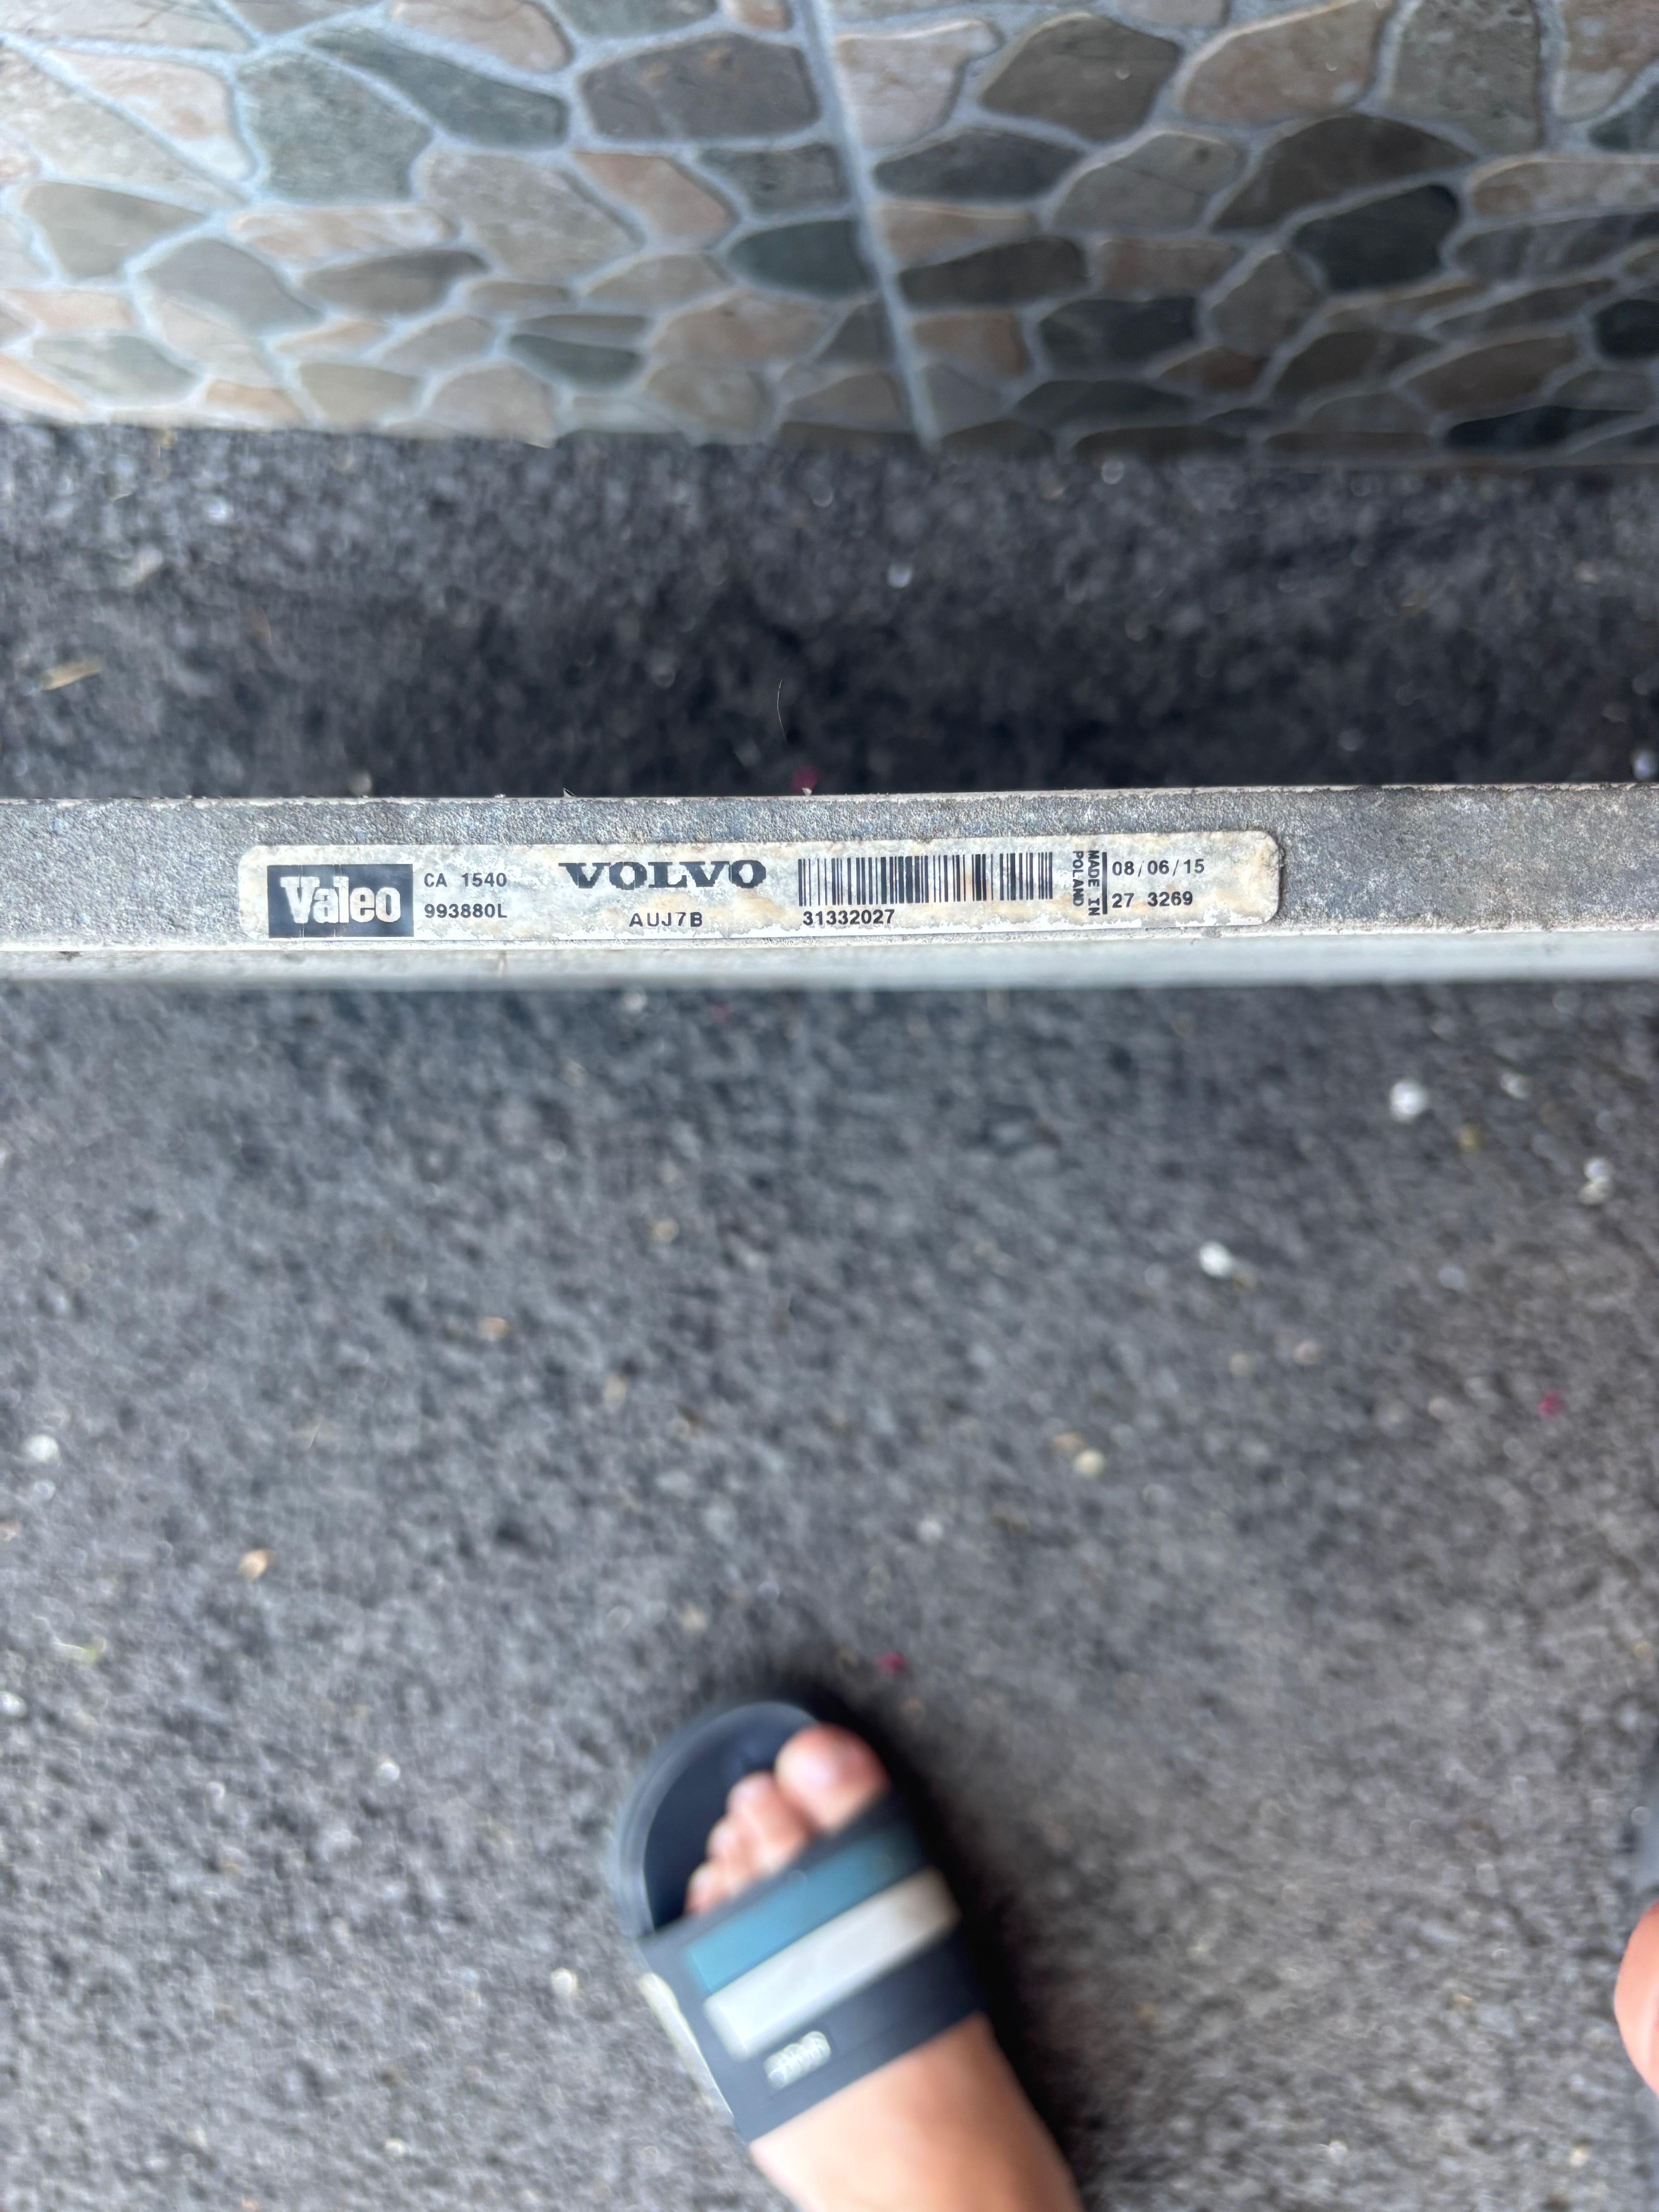 Valeo
CA 1540
993880L
VOLVO
AUJ7B
31332027
MADE IN
POLAND
08/06/15
27 3269